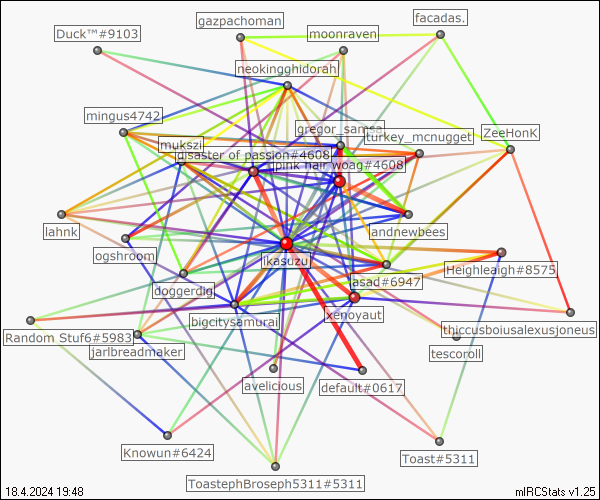 gazpachoman
facadas.
Duck™#9103
moonraven
neokingghidorah
mingus4742
gregor_samsa
turkey_mcnugget
ZeeHonK
mukszi
disaster of passion#4608
pink hair woag#4608
lahnk
andnewbees
ogshroom
ikasuzu
Heighleaigh#8575
doggerdig
jasad#6947
bigcitysamurai
xenoyaut
thiccusboiusalexusjoneus
Random Stuf6#5983
jarlbreadmaker
tescoroll
avelicious
default#0617
Knowun#6424
Toast#5311
ToastephBroseph5311#5311
18.4.2024 19:48
mIRCStats v1.25